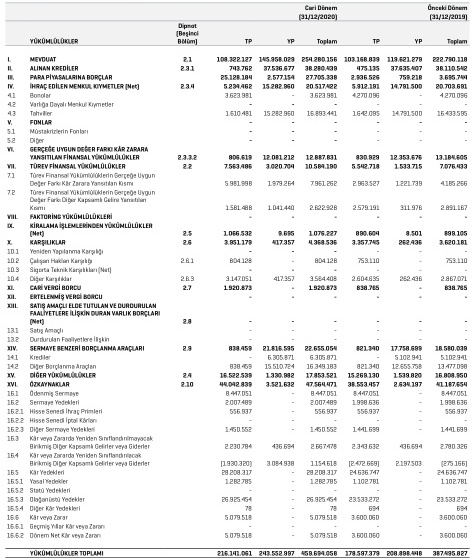 Cari Dönem Önceki Dönem
(31/12/2020) (31/12/2019)
Dipnot
(Beşinci
YÜKÜMLÜLÜKLER Bölüm) TP YP Toplam TP YP Toplam
I. MEVDUAT 2.1 108.322.127 145.958.029 254.280.156 103.168.839 119.621.279 222.790.118
II. ALINAN KREDİLER 2.3.1 743.762 37.536.677 38.280.439 475.135 37.635.407 38.110.542
III. PARA PİYASALARINA BORÇLAR 25.128.184 2.577.154 27.705.338 2.936.526 759.218 3.695.744
IV. İHRAÇ EDİLEN MENKUL KIYMETLER (Net) 2.3.4 5.234.462 15.282.960 20.517.422 5.912.191 14.791.500 20.703.691
4.1 Bonolar 3.623.981 - 3.623.981 4.270.096 - 4.270.096
4.2 Varlığa Dayalı Menkul Kıymetler - - - - - -
4.3 Tahviller 1.610.481 15.282.960 16.893.441 1.642.095 14.791.500 16.433.595
V. FONLAR - - - - - -
5.1 Müstakrizlerin Fonları - - - - - -
5.2 Diğer - - - - - -
VI. GERÇEĞE UYGUN DEĞER FARKI KÂR ZARARA
YANSITILAN FİNANSAL YÜKÜMLÜLÜKLER 2.3.3.2 806.619 12.081.212 12.887.831 830.929 12.353.676 13.184.605
VII. TÜREV FİNANSAL YÜKÜMLÜLÜKLER 2.2 7.563.486 3.020.704 10.584.190 5.542.718 1.533.715 7.076.433
7.1 Türev Finansal Yükümlülüklerin Gerçeğe Uygun
Değer Farkı Kâr Zarara Yansıtılan Kısmı 5.981.998 1.979.264 7.961.262 2.963.527 1.221.739 4.185.266
7.2 Türev Finansal Yükümlülüklerin Gerçeğe Uygun
Değer Farkı Diğer Kapsamlı Gelire Yansıtılan
Kısmı 1.581.488 1.041.440 2.622.928 2.579.191 311.976 2.891.167
VIII. FAKTORİNG YÜKÜMLÜLÜKLERİ - - - - - -
IX. KİRALAMA İŞLEMLERİNDEN YÜKÜMLÜLÜKLER
(Net) 2.5 1.066.532 9.695 1.076.227 890.604 8.501 899.105
X. KARŞILIKLAR 2.6 3.951.179 417.357 4.368.536 3.357.745 262.436 3.620.181
10.1 Yeniden Yapılanma Karşılığı - - - - - -
10.2 Çalışan Hakları Karşılığı 2.6.1 804.128 - 804.128 753.110 - 753.110
10.3 Sigorta Teknik Karşılıkları (Net) - - - - - -
10.4 Diğer Karşılıklar 2.6.3 3.147.051 417.357 3.564.408 2.604.635 262.436 2.867.071
XI. CARİ VERGİ BORCU 2.7 1.920.873 - 1.920.873 838.765 - 838.765
XII. ERTELENMİŞ VERGİ BORCU - - - - - -
XIII. SATIŞ AMAÇLI ELDE TUTULAN VE DURDURULAN
FAALİYETLERE İLİŞKİN DURAN VARLIK BORÇLARI
(Net) 2.8 - - - - - -
13.1 Satış Amaçlı - - - - - -
13.2 Durdurulan Faaliyetlere İlişkin - - - - - -
XIV. SERMAYE BENZERİ BORÇLANMA ARAÇLARI 2.9 838.459 21.816.595 22.655.054 821.340 17.758.699 18.580.039
14.1 Krediler - 6.305.871 6.305.871 - 5.102.941 5.102.941
14.2 Diğer Borçlanma Araçları 838.459 15.510.724 16.349.183 821.340 12.655.758 13.477.098
XV. DİĞER YÜKÜMLÜLÜKLER 2.4 16.522.539 1.330.982 17.853.521 15.269.130 1.539.820 16.808.950
XVI. ÖZKAYNAKLAR 2.10 44.042.839 3.521.632 47.564.471 38.553.457 2.634.197 41.187.654
16.1 Ödenmiş Sermaye 8.447.051 - 8.447.051 8.447.051 - 8.447.051
16.2 Sermaye Yedekleri 2.007.489 - 2.007.489 1.998.636 - 1.998.636
16.2.1 Hisse Senedi İhraç Primleri 556.937 - 556.937 556.937 - 556.937
16.2.2 Hisse Senedi İptal Kârları - - - - - -
16.2.3 Diğer Sermaye Yedekleri 1.450.552 - 1.450.552 1.441.699 - 1.441.699
16.3 Kâr veya Zararda Yeniden Sınıflandırılmayacak
Birikmiş Diğer Kapsamlı Gelirler veya Giderler 2.230.784 436.694 2.667.478 2.343.632 436.694 2.780.326
16.4 Kâr veya Zararda Yeniden Sınıflandırılacak
Birikmiş Diğer Kapsamlı Gelirler veya Giderler (1.930.320) 3.084.938 1.154.618 (2.472.669) 2.197.503 (275.166)
16.5 Kâr Yedekleri 28.208.317 - 28.208.317 24.636.747 - 24.636.747
16.5.1 Yasal Yedekler 1.282.785 - 1.282.785 1.102.781 - 1.102.781
16.5.2 Statü Yedekleri - - - - - -
16.5.3 Olağanüstü Yedekler 26.925.454 - 26.925.454 23.533.272 - 23.533.272
16.5.4 Diğer Kâr Yedekleri 78 - 78 694 - 694
16.6 Kâr veya Zarar 5.079.518 - 5.079.518 3.600.060 - 3.600.060
16.6.1 Geçmiş Yıllar Kâr veya Zararı - - - - - -
16.6.2 Dönem Net Kâr veya Zararı 5.079.518 - 5.079.518 3.600.060 - 3.600.060
YÜKÜMLÜLÜKLER TOPLAMI 216.141.061 243.552.997 459.694.058 178.597.379 208.898.448 387.495.827